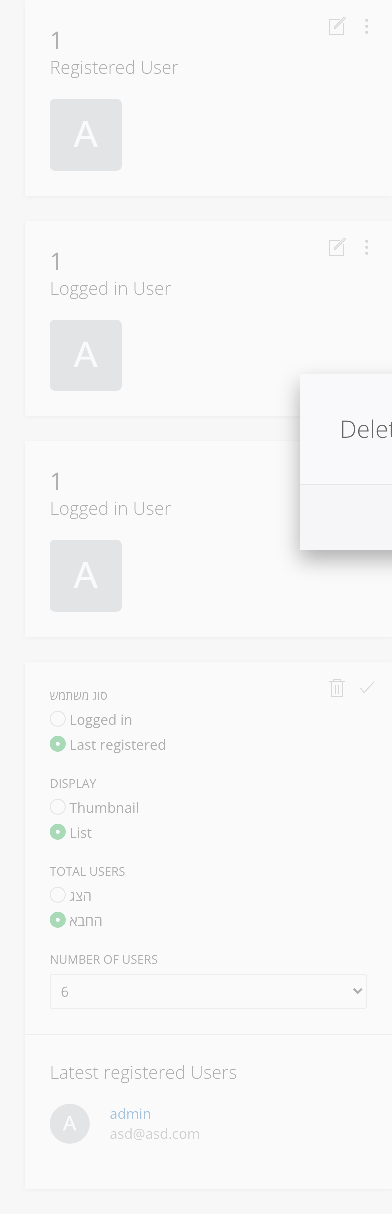 1
Registered User
A
1
Logged in User
A
Delet
1
Logged in User
A
סוג משתמש
Logged in
Last registered
DISPLAY
Thumbnail
List
TOTAL USERS
הצג
החבא
NUMBER OF USERS
6
Latest registered Users
A
admin
asd@asd.com